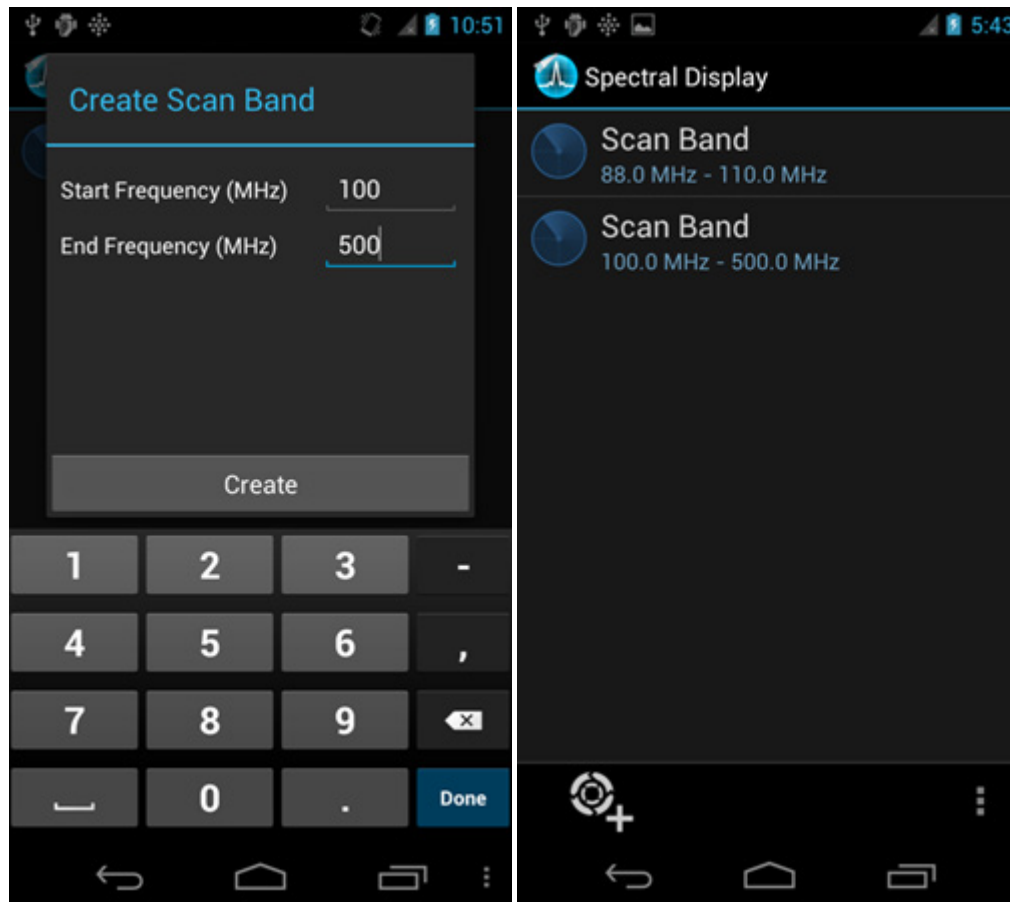 10:51
Create Scan Band
Start Frequency (MHz) 100
End Frequency (MHz) 500
Create
1 2 3 -
4 5 6 ,
7 8 9
0 . Done
5:43
Spectral Display
Scan Band
88.0 MHz - 110.0 MHz
Scan Band
100.0 MHz - 500.0 MHz